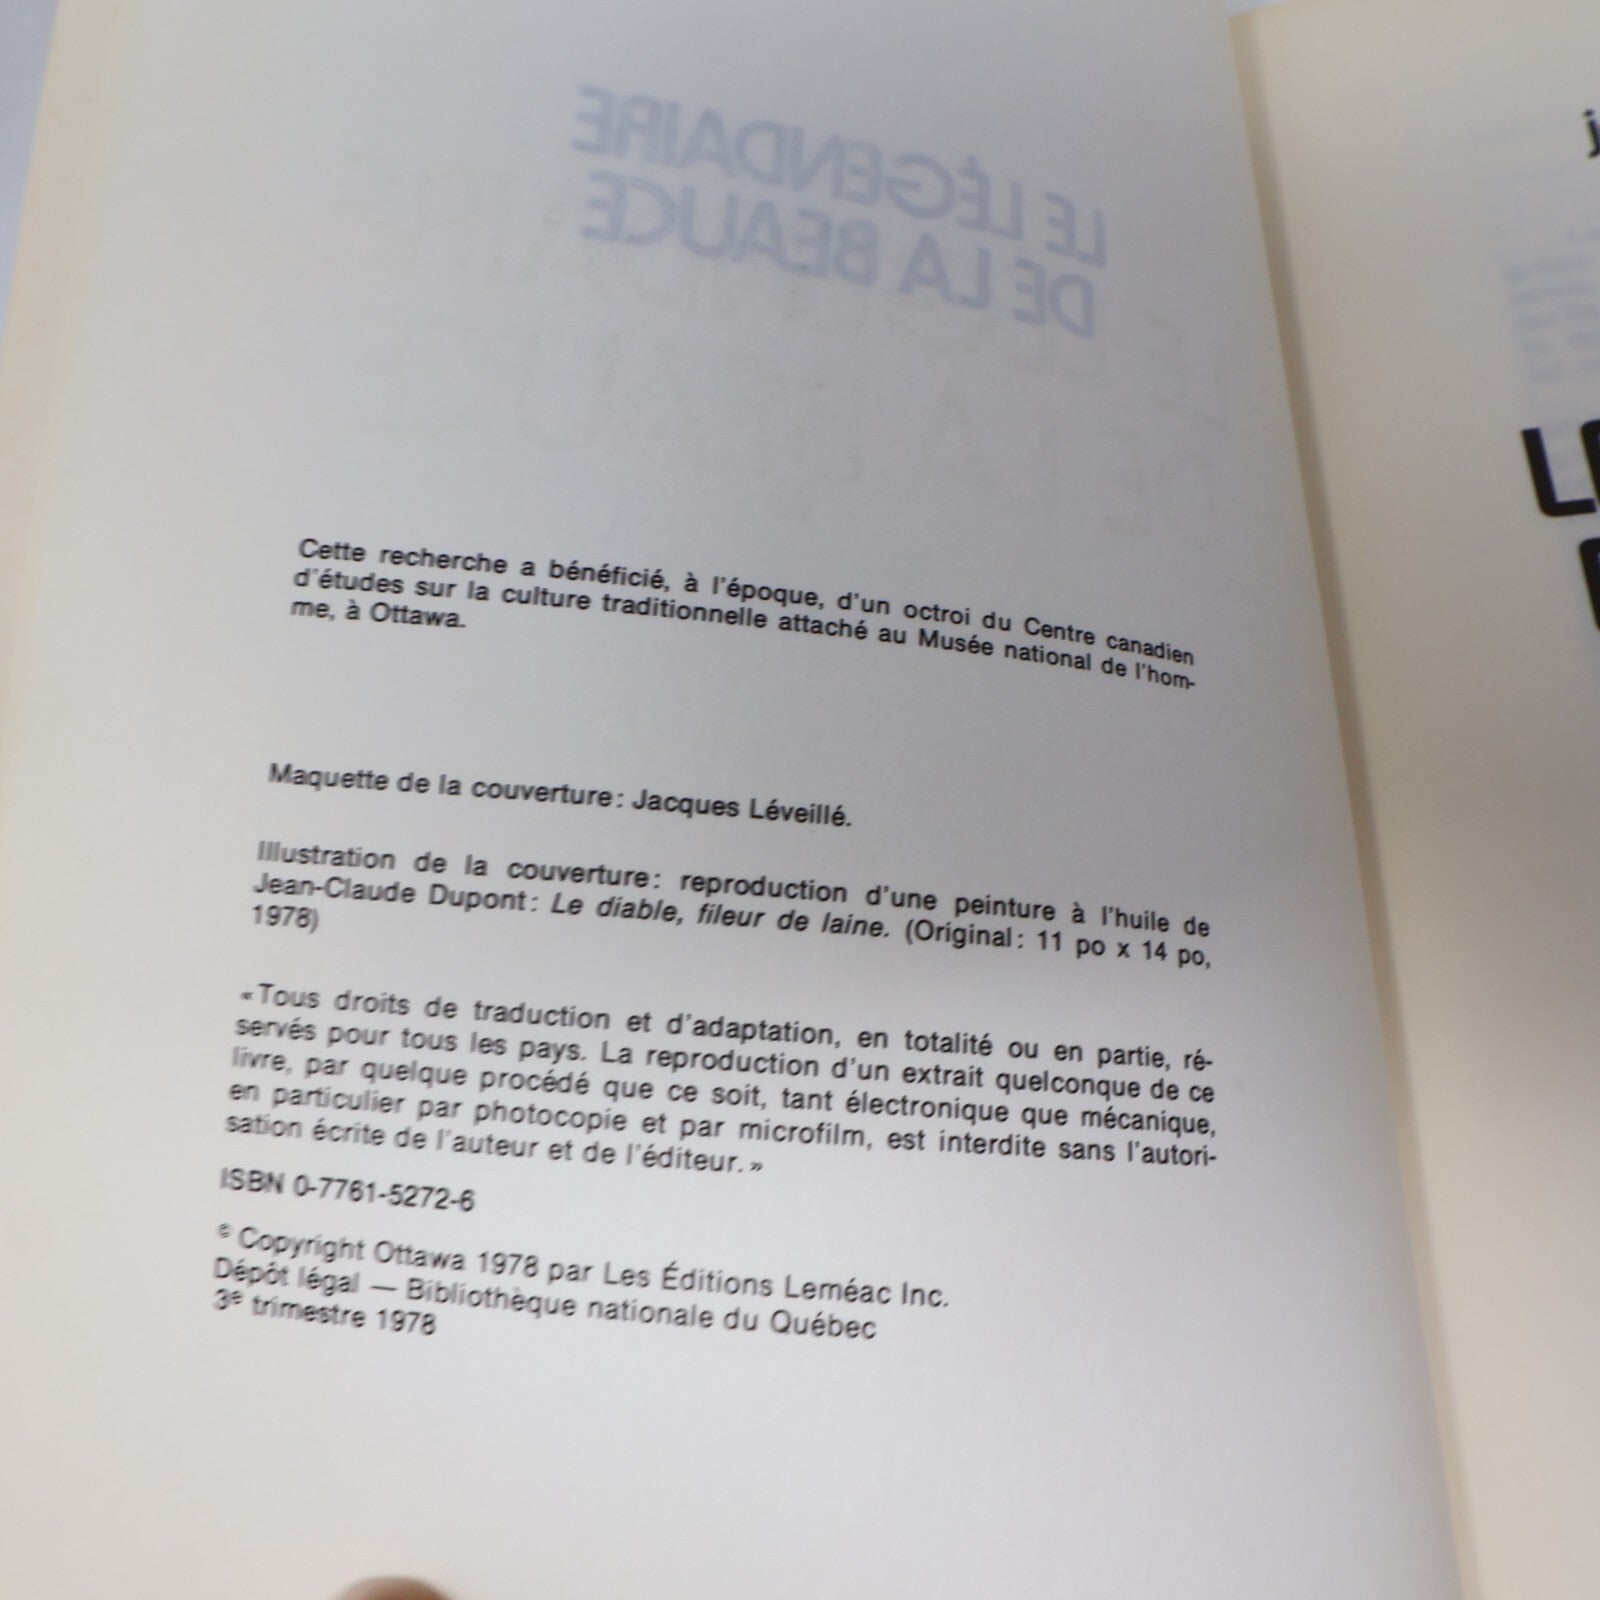 LE LÉGENDAIRE
DE LA BEAUCE
Cette recherche a bénéficié, à l'époque, d'un octroi du Centre canadien
d'études sur la culture traditionnelle attaché au Musée national de l'hom-
me, à Ottawa.
Maquette de la couverture: Jacques Léveillé.
Illustration de la couverture: reproduction d'une peinture à l'huile de
Jean-Claude Dupont: Le diable, fileur de laine. (Original: 11 po x 14 po,
1978)
«Tous droits de traduction et d'adaptation, en totalité ou en partie, ré-
servés pour tous les pays. La reproduction d'un extrait quelconque de ce
livre, par quelque procédé que ce soit, tant électronique que mécanique,
en particulier par photocopie et par microfilm, est interdite sans l'autori-
sation écrite de l'auteur et de l'éditeur.»
ISBN 0-7761-5272-6
© Copyright Ottawa 1978 par Les Éditions Leméac Inc.
Dépôt légal — Bibliothèque nationale du Québec
3e trimestre 1978
j
LE